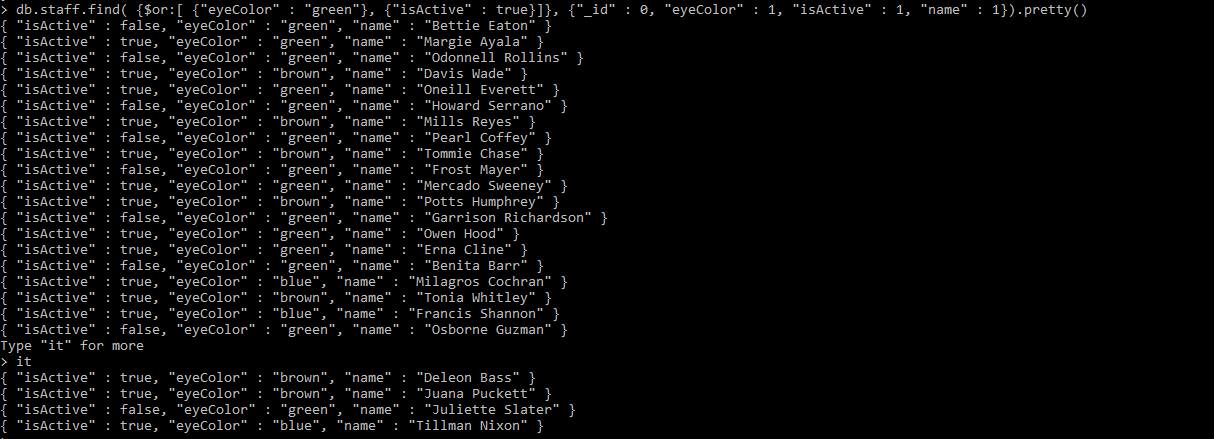 > db.staff.find( {$or:[ {"eyeColor" : "green"}, {"isActive" : true}]}, {"_id" : 0, "eyeColor" : 1, "isActive" : 1, "name" : 1}).pretty()
{ "isActive" : false, "eyeColor" : "green", "name" : "Bettie Eaton" }
{ "isActive" : true, "eyeColor" : "green", "name" : "Margie Ayala" }
{ "isActive" : false, "eyeColor" : "green", "name" : "Odonnell Rollins" }
{ "isActive" : true, "eyeColor" : "brown", "name" : "Davis Wade" }
{ "isActive" : true, "eyeColor" : "green", "name" : "Oneill Everett" }
{ "isActive" : false, "eyeColor" : "green", "name" : "Howard Serrano" }
{ "isActive" : true, "eyeColor" : "brown", "name" : "Mills Reyes" }
{ "isActive" : false, "eyeColor" : "green", "name" : "Pearl Coffey" }
{ "isActive" : true, "eyeColor" : "brown", "name" : "Tommie Chase" }
{ "isActive" : false, "eyeColor" : "green", "name" : "Frost Mayer" }
{ "isActive" : true, "eyeColor" : "green", "name" : "Mercado Sweeney" }
{ "isActive" : true, "eyeColor" : "brown", "name" : "Potts Humphrey" }
{ "isActive" : false, "eyeColor" : "green", "name" : "Garrison Richardson" }
{ "isActive" : true, "eyeColor" : "green", "name" : "Owen Hood" }
{ "isActive" : true, "eyeColor" : "green", "name" : "Erna Cline" }
{ "isActive" : false, "eyeColor" : "green", "name" : "Benita Barr" }
{ "isActive" : true, "eyeColor" : "blue", "name" : "Milagros Cochran" }
{ "isActive" : true, "eyeColor" : "brown", "name" : "Tonia Whitley" }
{ "isActive" : true, "eyeColor" : "blue", "name" : "Francis Shannon" }
{ "isActive" : false, "eyeColor" : "green", "name" : "Osborne Guzman" }
Type "it" for more
> it
{ "isActive" : true, "eyeColor" : "brown", "name" : "Deleon Bass" }
{ "isActive" : true, "eyeColor" : "brown", "name" : "Juana Puckett" }
{ "isActive" : false, "eyeColor" : "green", "name" : "Juliette Slater" }
{ "isActive" : true, "eyeColor" : "blue", "name" : "Tillman Nixon" }